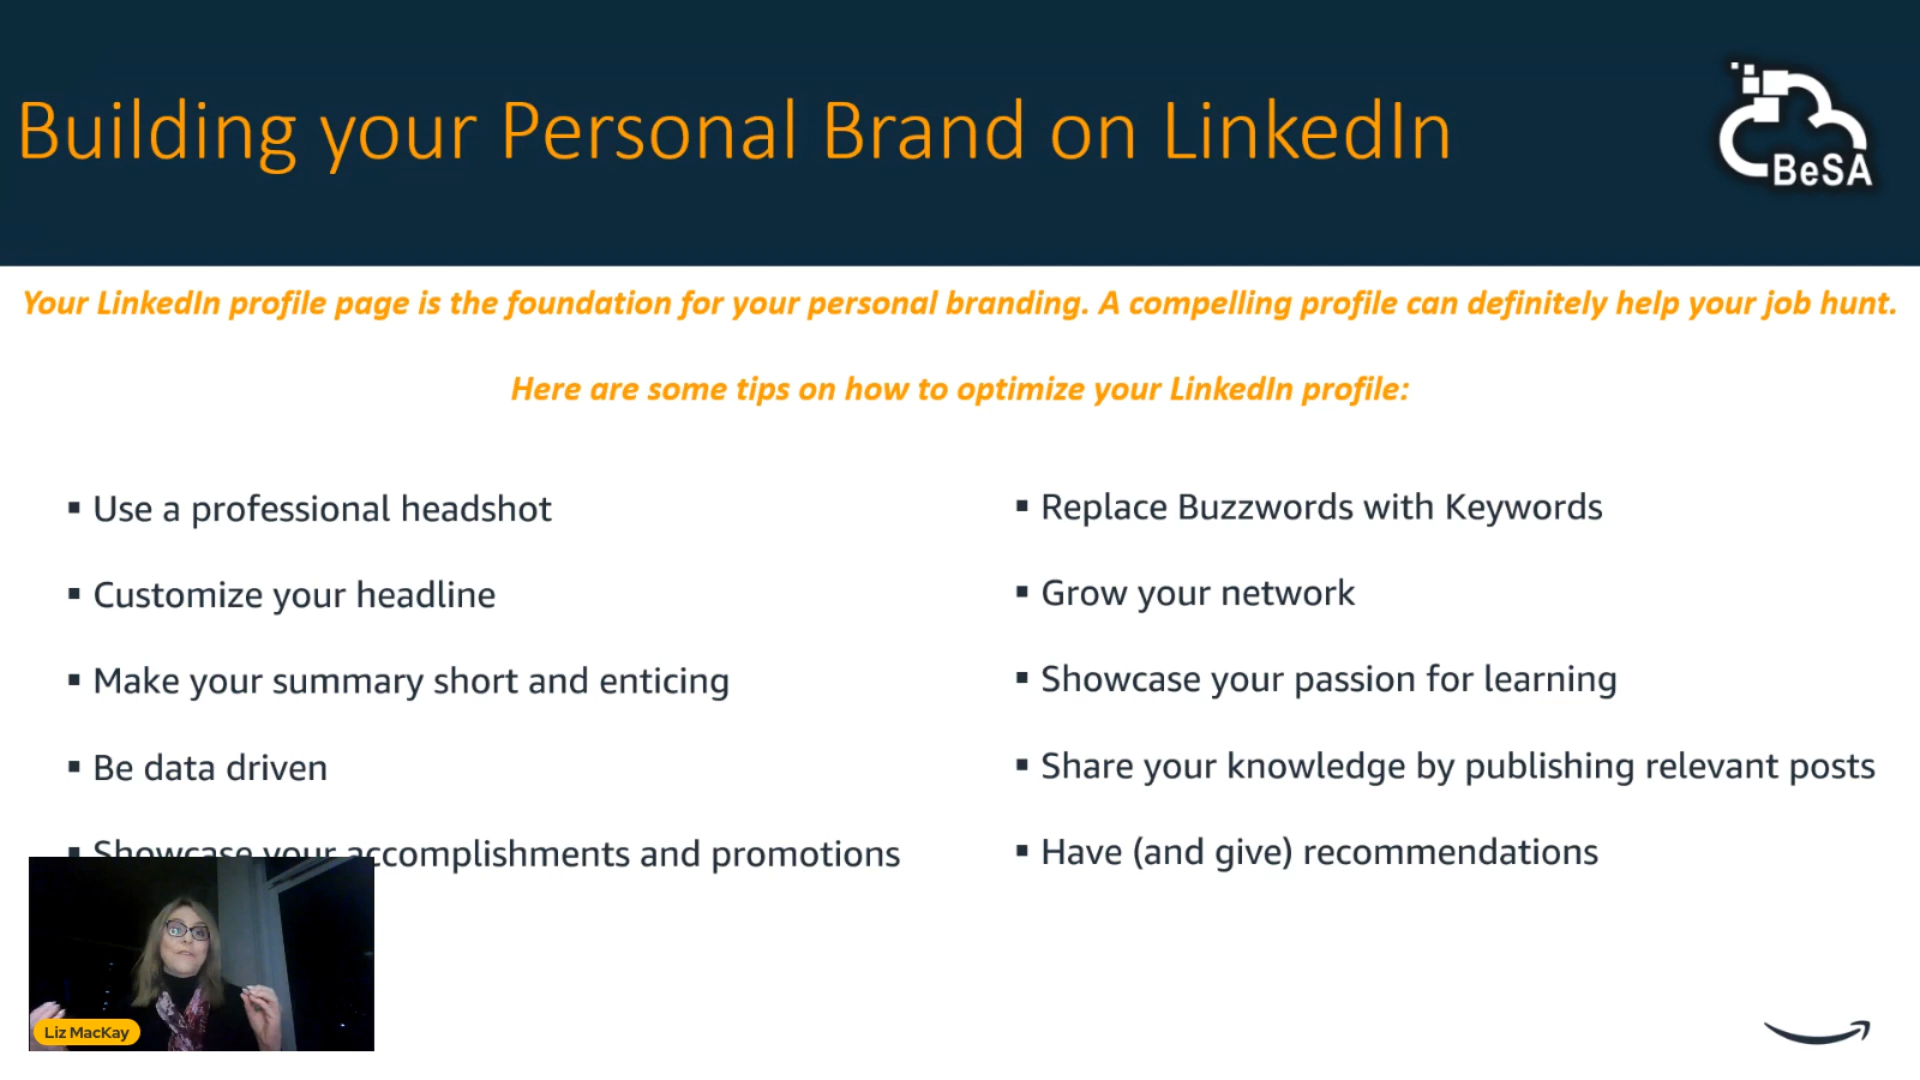 Building your Personal Brand on LinkedIn
BeSA
Your LinkedIn profile page is the foundation for your personal branding. A compelling profile can definitely help your job hunt.
Here are some tips on how to optimize your LinkedIn profile:
▪ Use a professional headshot
▪ Customize your headline
▪ Make your summary short and enticing
▪ Be data driven
▪ Showcase your accomplishments and promotions
▪ Replace Buzzwords with Keywords
▪ Grow your network
▪ Showcase your passion for learning
▪ Share your knowledge by publishing relevant posts
▪ Have (and give) recommendations
Liz MacKay